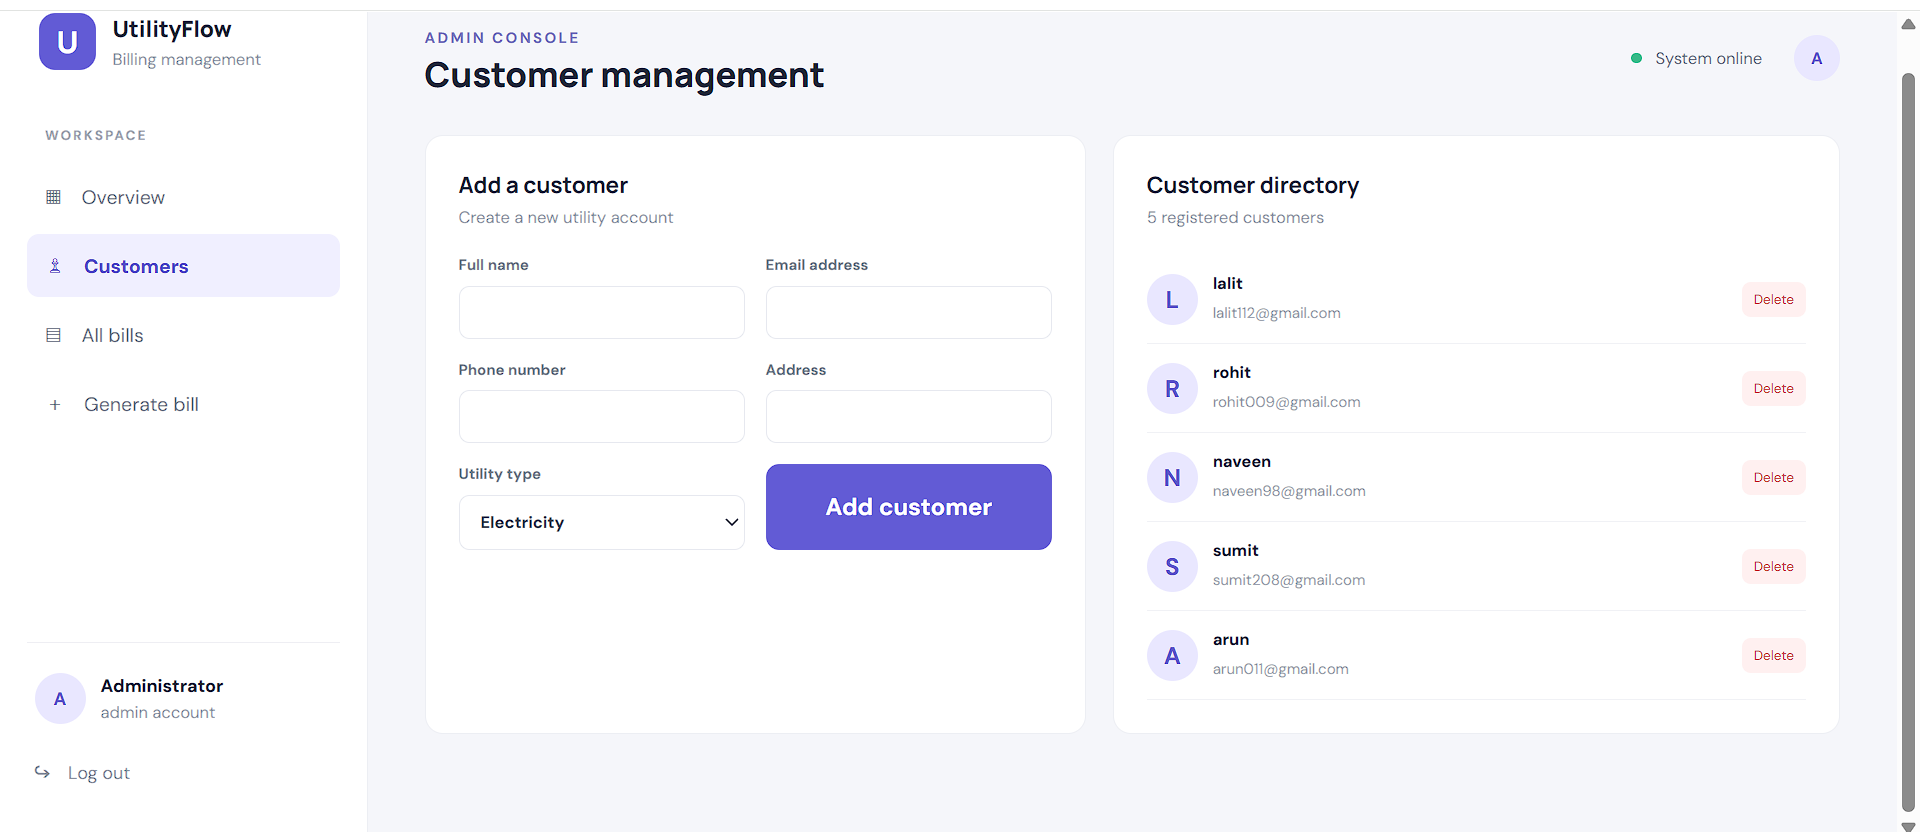 U
UtilityFlow
Billing management
WORKSPACE
Overview
Customers
All bills
+ Generate bill
A
Administrator
admin account
Log out
ADMIN CONSOLE
Customer management
System online
A
Add a customer
Create a new utility account
Full name
Email address
Phone number
Address
Utility type
Electricity
Add customer
Customer directory
5 registered customers
L
lalit
lalit112@gmail.com
Delete
R
rohit
rohit009@gmail.com
Delete
N
naveen
naveen98@gmail.com
Delete
S
sumit
sumit208@gmail.com
Delete
A
arun
arun011@gmail.com
Delete